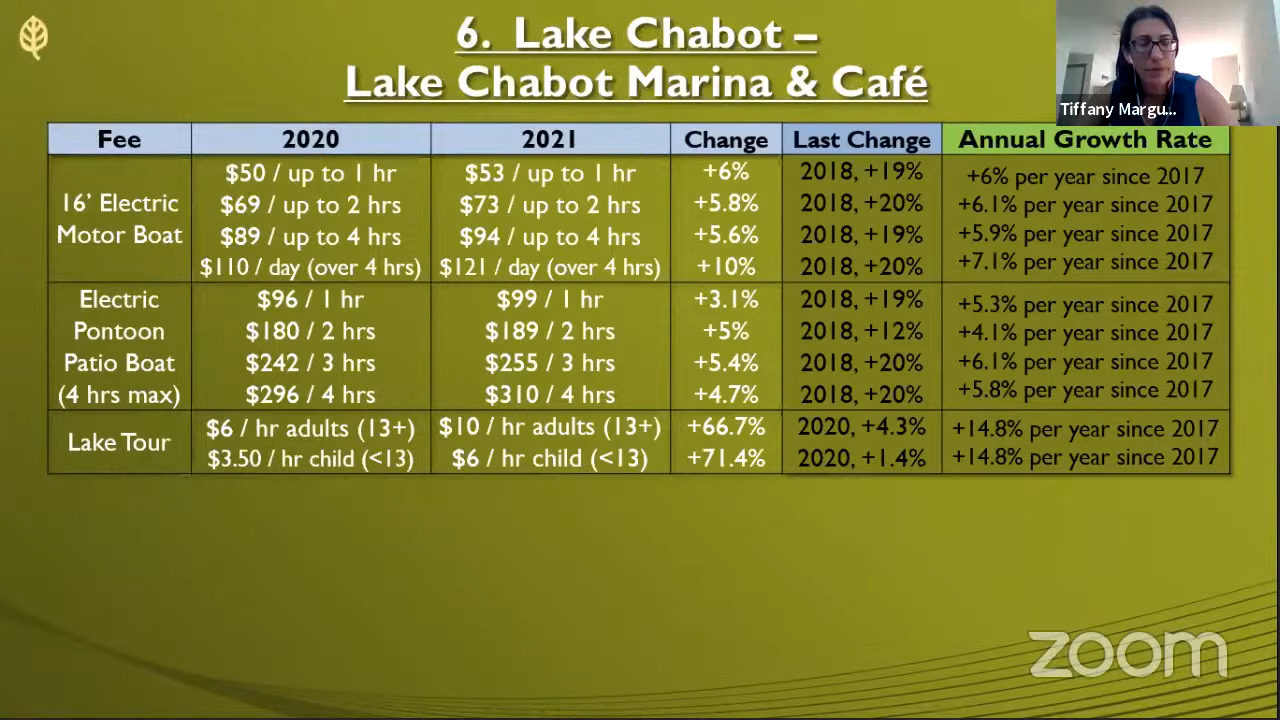 6. Lake Chabot –
Lake Chabot Marina & Café
Tiffany Margu...
Fee 2020 2021 Change Last Change Annual Growth Rate
16' Electric Motor Boat
$50 / up to 1 hr $53 / up to 1 hr +6% 2018, +19% +6% per year since 2017
$69 / up to 2 hrs $73 / up to 2 hrs +5.8% 2018, +20% +6.1% per year since 2017
$89 / up to 4 hrs $94 / up to 4 hrs +5.6% 2018, +19% +5.9% per year since 2017
$110 / day (over 4 hrs) $121 / day (over 4 hrs) +10% 2018, +20% +7.1% per year since 2017
Electric $96 / 1 hr $99 / 1 hr +3.1% 2018, +19% +5.3% per year since 2017
Pontoon $180 / 2 hrs $189 / 2 hrs +5% 2018, +12% +4.1% per year since 2017
Patio Boat $242 / 3 hrs $255 / 3 hrs +5.4% 2018, +20% +6.1% per year since 2017
(4 hrs max) $296 / 4 hrs $310 / 4 hrs +4.7% 2018, +20% +5.8% per year since 2017
Lake Tour
$6 / hr adults (13+) $10 / hr adults (13+) +66.7% 2020, +4.3% +14.8% per year since 2017
$3.50 / hr child (<13) $6 / hr child (<13) +71.4% 2020, +1.4% +14.8% per year since 2017
zoom